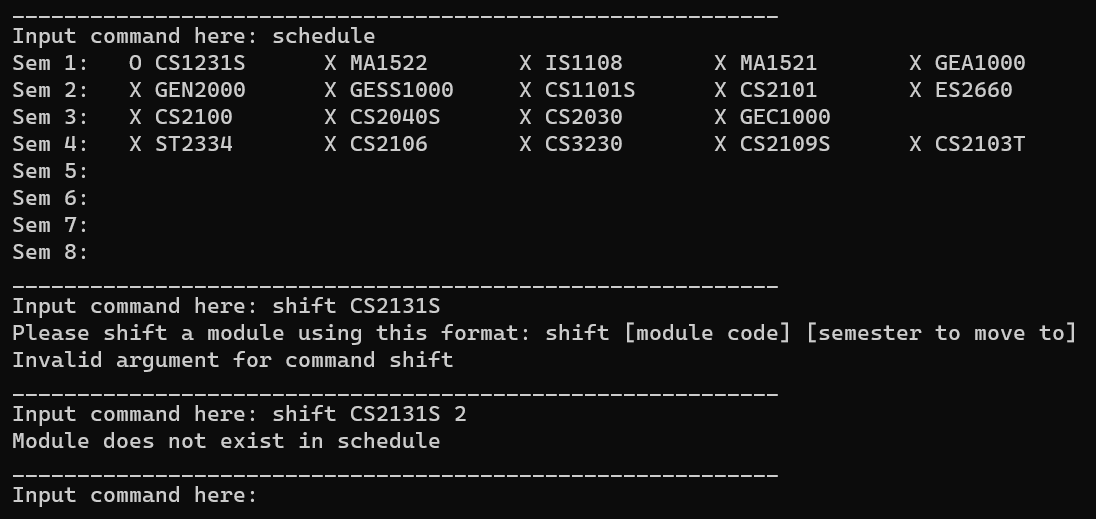 ____________________________________________________________
Input command here: schedule
Sem 1:   O CS1231S      X MA1522       X IS1108       X MA1521       X GEA1000
Sem 2:   X GEN2000      X GESS1000     X CS1101S      X CS2101       X ES2660
Sem 3:   X CS2100       X CS2040S      X CS2030       X GEC1000
Sem 4:   X ST2334       X CS2106       X CS3230       X CS2109S      X CS2103T
Sem 5:
Sem 6:
Sem 7:
Sem 8:
____________________________________________________________
Input command here: shift CS2131S
Please shift a module using this format: shift [module code] [semester to move to]
Invalid argument for command shift
____________________________________________________________
Input command here: shift CS2131S 2
Module does not exist in schedule
____________________________________________________________
Input command here: